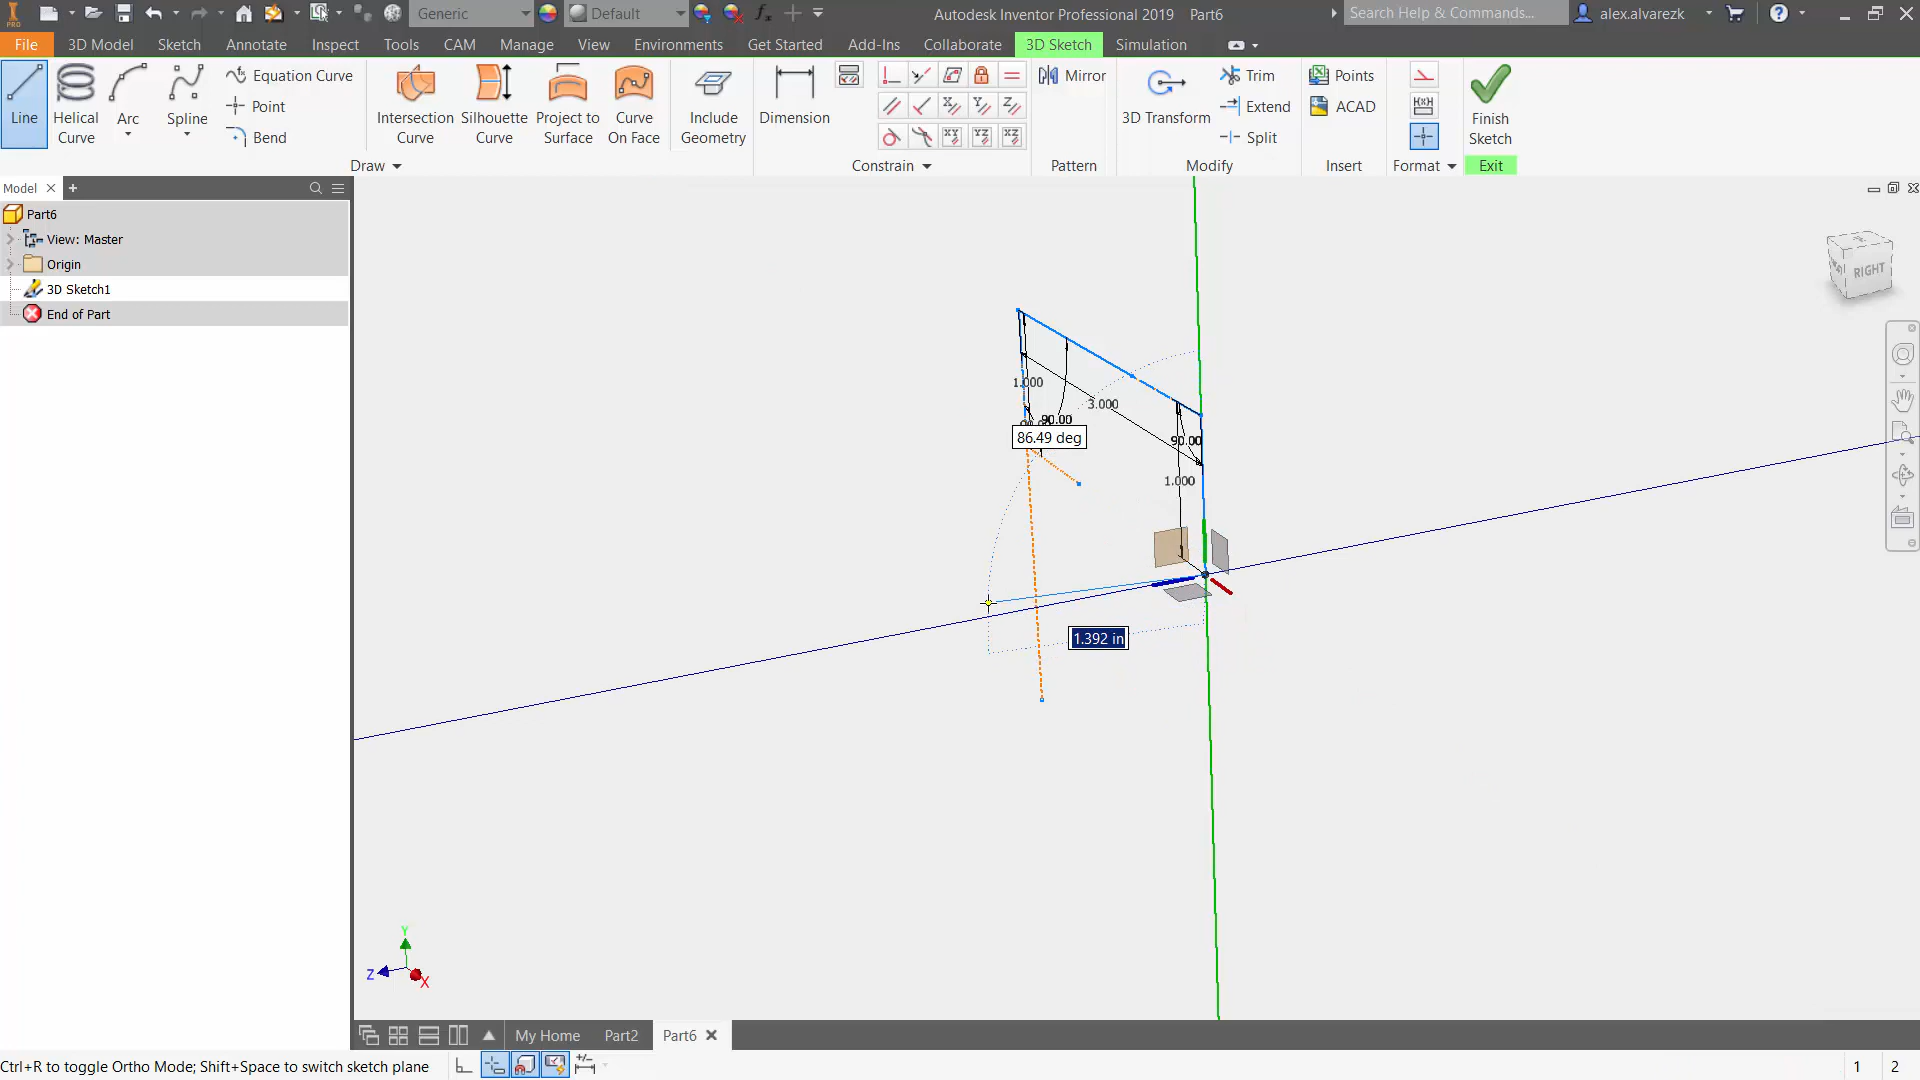 PRO
Generic
Default
Autodesk Inventor Professional 2019 Part6
Search Help & Commands...
alex.alvarezk
File
3D Model
Sketch
Annotate
Inspect
Tools
CAM
Manage
View
Environments
Get Started
Add-Ins
Collaborate
3D Sketch
Simulation
Line
Helical
Curve
Arc
Spline
Equation Curve
Point
Bend
Intersection
Curve
Silhouette
Curve
Project to
Surface
Curve
On Face
Include
Geometry
Dimension
Mirror
3D Transform
Trim
Extend
Split
Points
ACAD
Finish
Sketch
Draw
Constrain
Pattern
Modify
Insert
Format
Exit
Model
Part6
View: Master
Origin
3D Sketch1
End of Part
RIGHT
1.000
3.000
90.00
90.00
86.49 deg
1.000
1.392 in
Y
Z
X
My Home
Part2
Part6
Ctrl+R to toggle Ortho Mode; Shift+Space to switch sketch plane
1
2